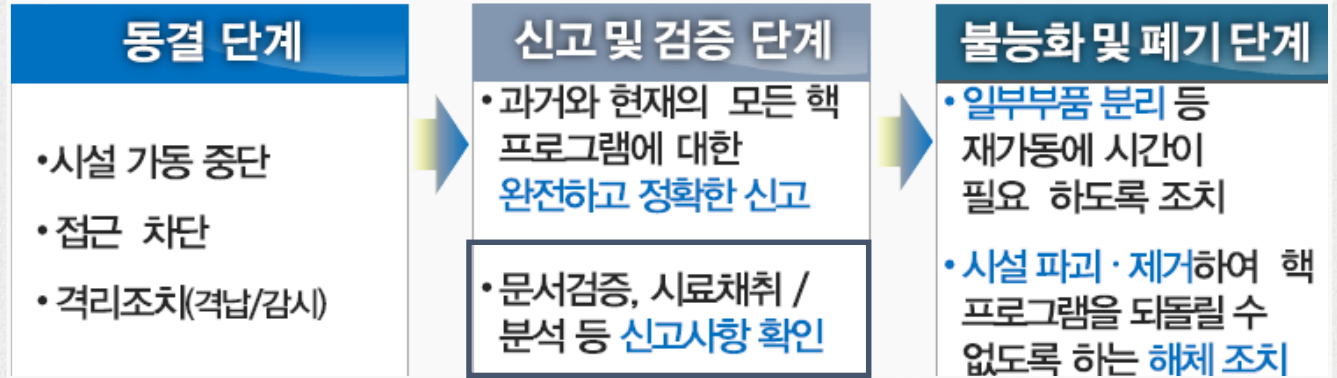 동결 단계
•시설 가동 중단
•접근 차단
•격리조치(격납/감시)
신고 및 검증 단계
•과거와 현재의 모든 핵
프로그램에 대한
완전하고 정확한 신고
•문서검증, 시료채취 /
분석 등 신고사항 확인
불능화 및 폐기 단계
•일부부품 분리 등
재가동에 시간이
필요 하도록 조치
•시설 파괴·제거하여 핵
프로그램을 되돌릴 수
없도록 하는 해체 조치